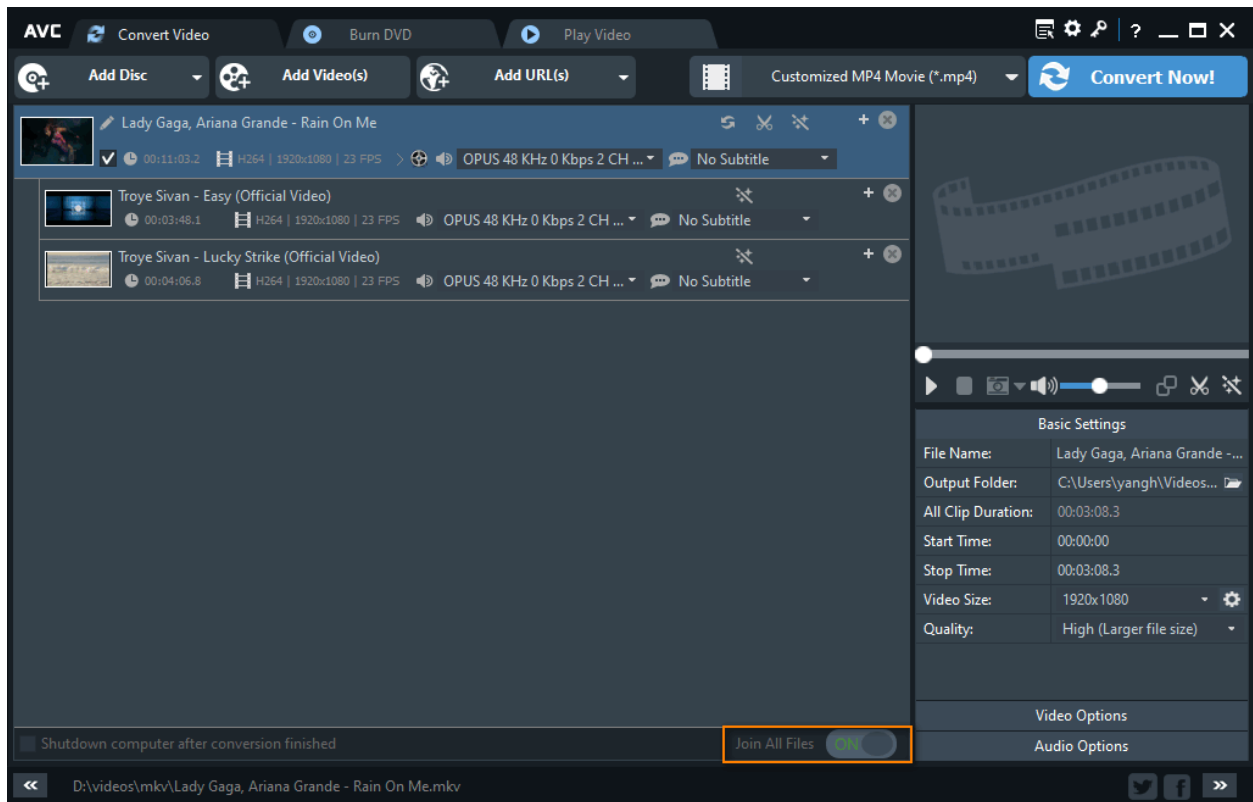 AVC Convert Video Burn DVD Play Video ?
Add Disc Add Video(s) Add URL(s) Customized MP4 Movie (*.mp4) Convert Now!
Lady Gaga, Ariana Grande - Rain On Me
00:11:03.2 H264 | 1920x1080 | 23 FPS OPUS 48 KHz 0 Kbps 2 CH ... No Subtitle
Troye Sivan - Easy (Official Video)
00:03:48.1 H264 | 1920x1080 | 23 FPS OPUS 48 KHz 0 Kbps 2 CH ... No Subtitle
Troye Sivan - Lucky Strike (Official Video)
00:04:06.8 H264 | 1920x1080 | 23 FPS OPUS 48 KHz 0 Kbps 2 CH ... No Subtitle
Basic Settings
File Name: Lady Gaga, Ariana Grande -...
Output Folder: C:\Users\yangh\Videos...
All Clip Duration: 00:03:08.3
Start Time: 00:00:00
Stop Time: 00:03:08.3
Video Size: 1920x1080
Quality: High (Larger file size)
Video Options
Audio Options
Shutdown computer after conversion finished Join All Files ON
D:\videos\mkv\Lady Gaga, Ariana Grande - Rain On Me.mkv